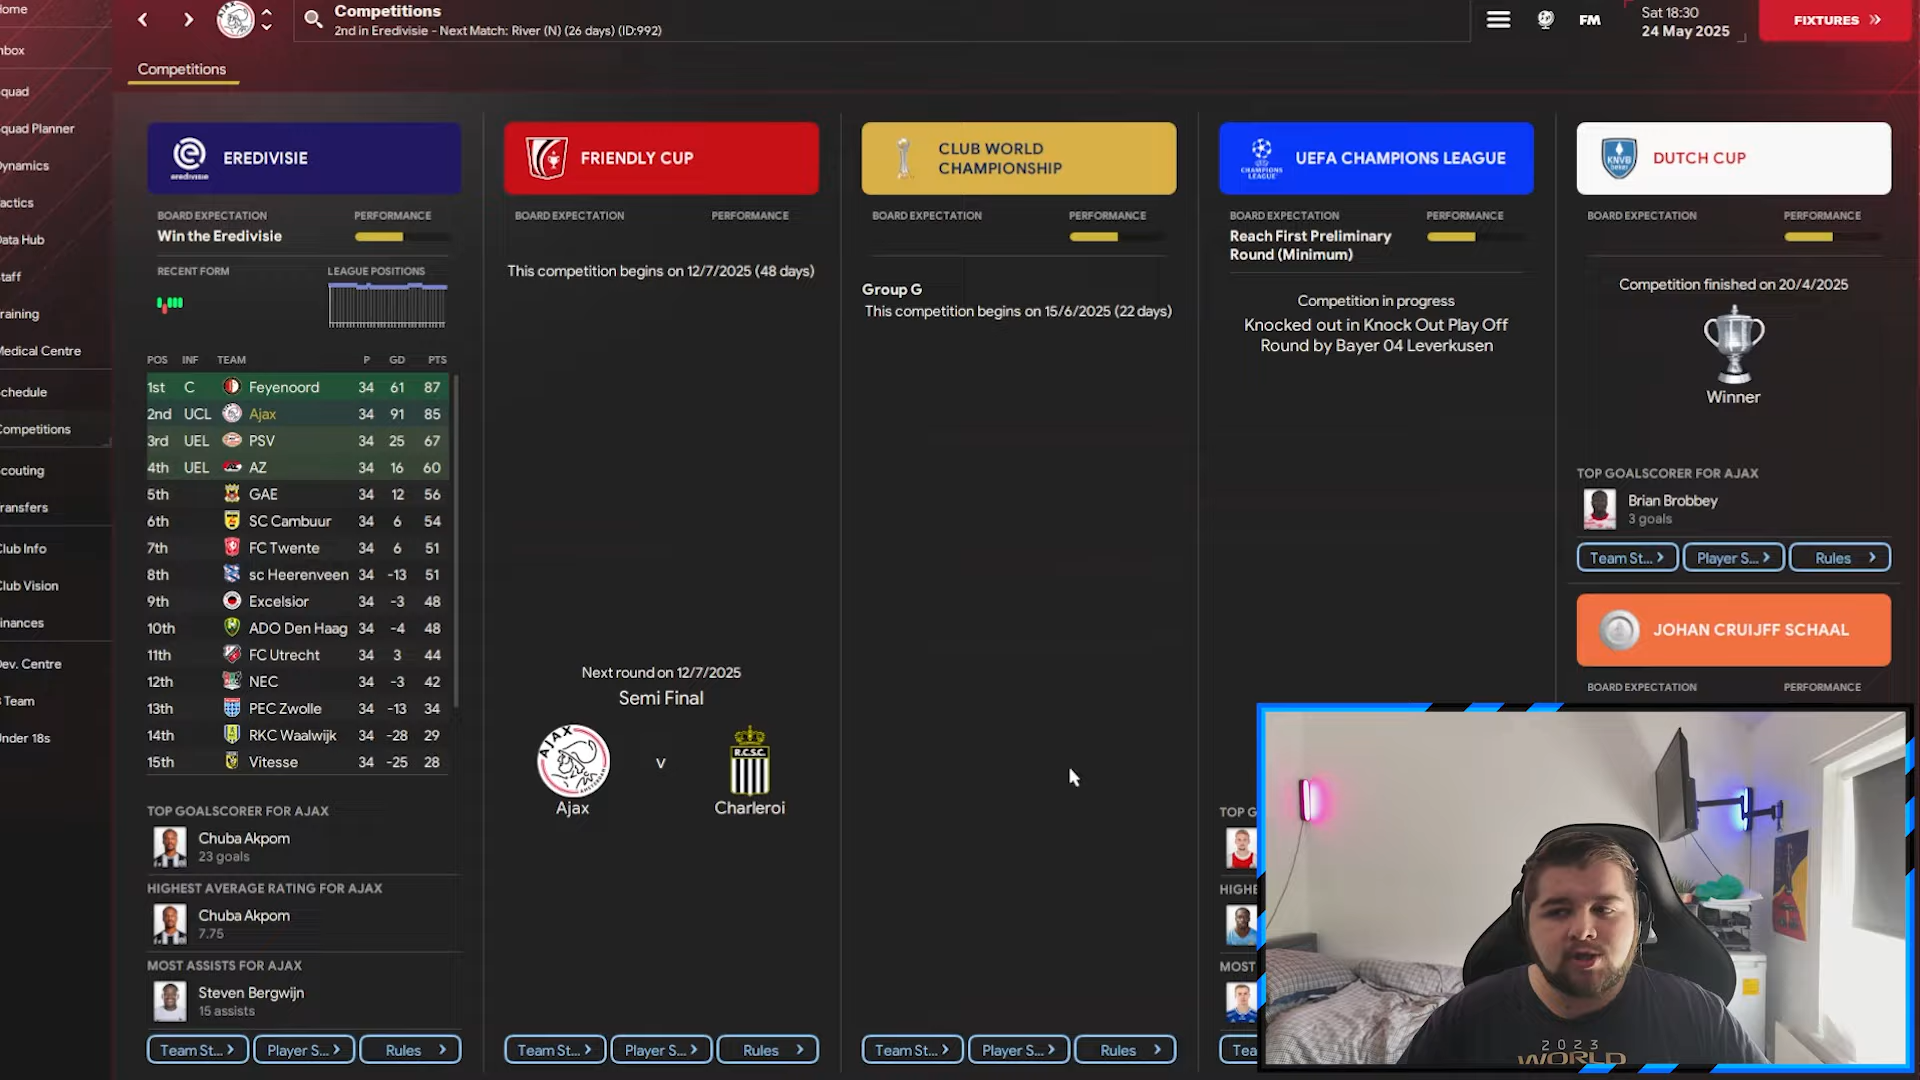 ome
Competitions
2nd in Eredivisie - Next Match: River (N) (26 days) (ID:992)
FM
Sat 18:30
24 May 2025
FIXTURES
nbox
quad
quad Planner
ynamics
actics
ata Hub
taff
raining
Medical Centre
chedule
ompetitions
couting
ransfers
lub Info
lub Vision
inances
ev. Centre
Team
nder 18s
Competitions
eredivisie
EREDIVISIE
BOARD EXPECTATION PERFORMANCE
Win the Eredivisie
RECENT FORM LEAGUE POSITIONS
POS INF TEAM P GD PTS
1st C Feyenoord 34 61 87
2nd UCL Ajax 34 91 85
3rd UEL PSV 34 25 67
4th UEL AZ 34 16 60
5th GAE 34 12 56
6th SC Cambuur 34 6 54
7th FC Twente 34 6 51
8th sc Heerenveen 34 -13 51
9th Excelsior 34 -3 48
10th ADO Den Haag 34 -4 48
11th FC Utrecht 34 3 44
12th NEC 34 -3 42
13th PEC Zwolle 34 -13 34
14th RKC Waalwijk 34 -28 29
15th Vitesse 34 -25 28
TOP GOALSCORER FOR AJAX
Chuba Akpom
23 goals
HIGHEST AVERAGE RATING FOR AJAX
Chuba Akpom
7.75
MOST ASSISTS FOR AJAX
Steven Bergwijn
15 assists
Team St... Player S... Rules
FRIENDLY CUP
BOARD EXPECTATION PERFORMANCE
This competition begins on 12/7/2025 (48 days)
Next round on 12/7/2025
Semi Final
AJAX
v
R.C.S.C.
Ajax Charleroi
Team St... Player S... Rules
CLUB WORLD
CHAMPIONSHIP
BOARD EXPECTATION PERFORMANCE
Group G
This competition begins on 15/6/2025 (22 days)
Team St... Player S... Rules
CHAMPIONS
LEAGUE
UEFA CHAMPIONS LEAGUE
BOARD EXPECTATION PERFORMANCE
Reach First Preliminary
Round (Minimum)
Competition in progress
Knocked out in Knock Out Play Off
Round by Bayer 04 Leverkusen
TOP G
HIGHE
MOST
Tea
KNVB
beker
DUTCH CUP
BOARD EXPECTATION PERFORMANCE
Competition finished on 20/4/2025
Winner
TOP GOALSCORER FOR AJAX
Brian Brobbey
3 goals
Team St... Player S... Rules
JOHAN CRUIJFF SCHAAL
BOARD EXPECTATION PERFORMANCE
2023
WORLD